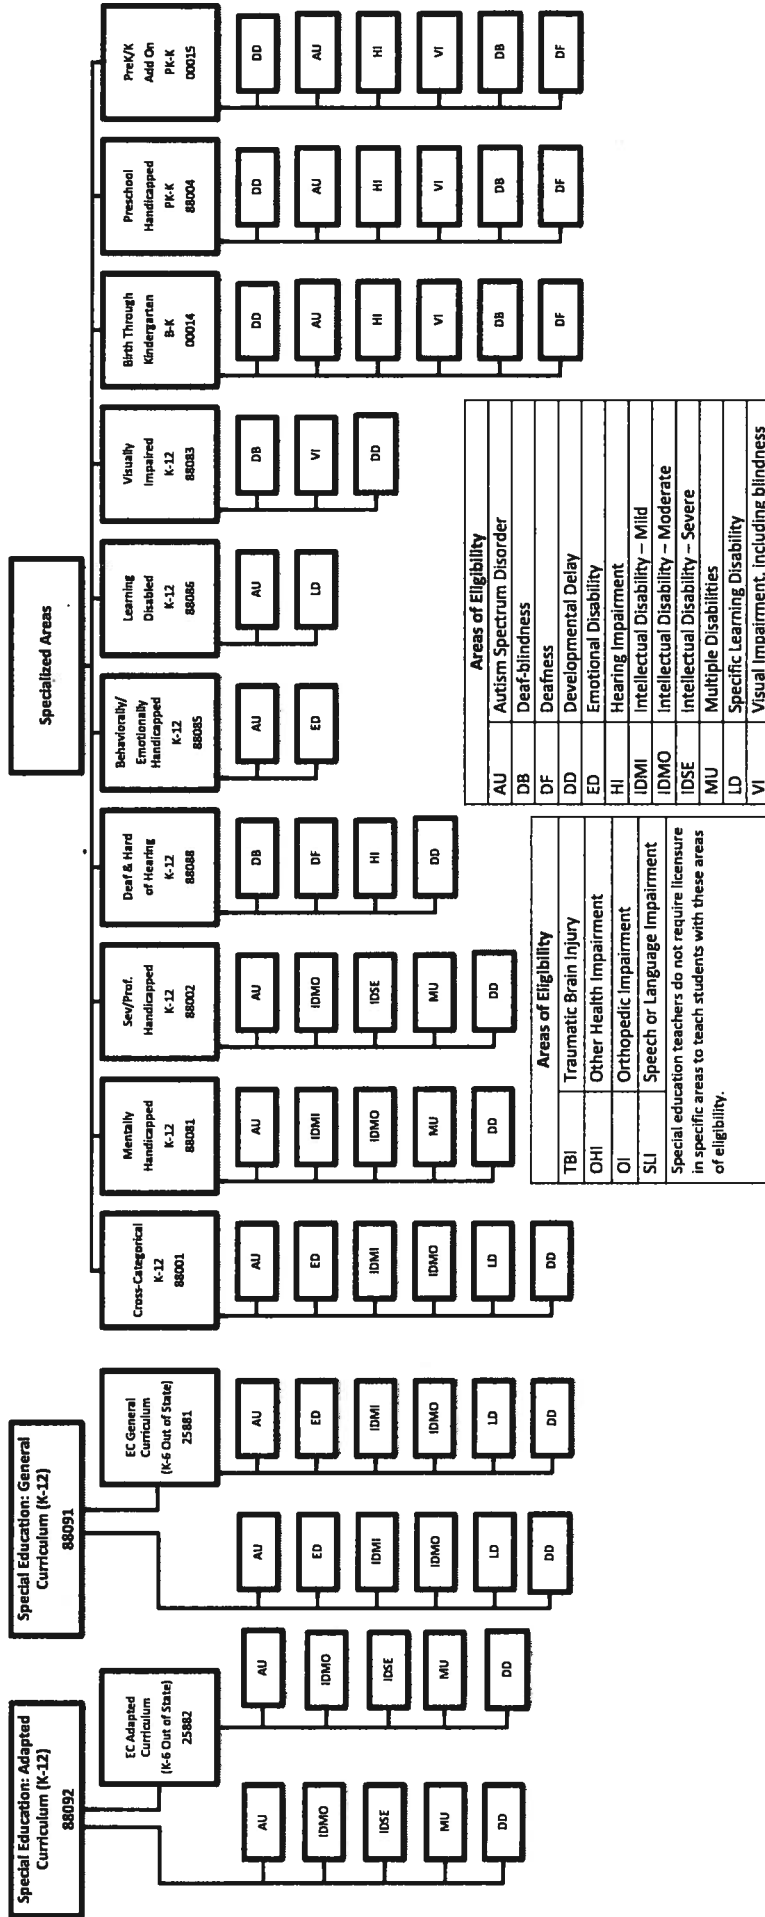 Special Education: Adapted
Curriculum (K-12)
88092
AU
IDMO
IDSE
MU
DD
EC Adapted
Curriculum
(K-6 Out of State)
25882
AU
IDMO
IDSE
MU
DD
Special Education: General
Curriculum (K-12)
88091
AU
ED
IDMI
IDMO
LD
DD
EC General
Curriculum
(K-6 Out of State)
25881
AU
ED
IDMI
IDMO
LD
DD
Specialized Areas
Cross-Categorical
K-12
88001
AU
ED
IDMI
IDMO
LD
DD
Mentally
Handicapped
K-12
88081
AU
IDMI
IDMO
MU
DD
Sev/Prof.
Handicapped
K-12
88002
AU
IDMO
IDSE
MU
DD
Deaf & Hard
of Hearing
K-12
88088
DB
DF
HI
DD
Behaviorally/
Emotionally
Handicapped
K-12
88085
AU
ED
Learning
Disabled
K-12
88086
AU
LD
Visually
Impaired
K-12
88083
DB
VI
DD
Birth Through
Kindergarten
B-K
00014
DD
AU
HI
VI
DB
DF
Preschool
Handicapped
PK-K
88004
DD
AU
HI
VI
DB
DF
PreK/K
Add On
PK-K
00015
DD
AU
HI
VI
DB
DF
Areas of Eligibility
TBI Traumatic Brain Injury
OHI Other Health Impairment
OI Orthopedic Impairment
SLI Speech or Language Impairment
Special education teachers do not require licensure
in specific areas to teach students with these areas
of eligibility.
Areas of Eligibility
AU Autism Spectrum Disorder
DB Deaf-blindness
DF Deafness
DD Developmental Delay
ED Emotional Disability
HI Hearing Impairment
IDMI Intellectual Disability – Mild
IDMO Intellectual Disability – Moderate
IDSE Intellectual Disability – Severe
MU Multiple Disabilities
LD Specific Learning Disability
VI Visual Impairment, including blindness